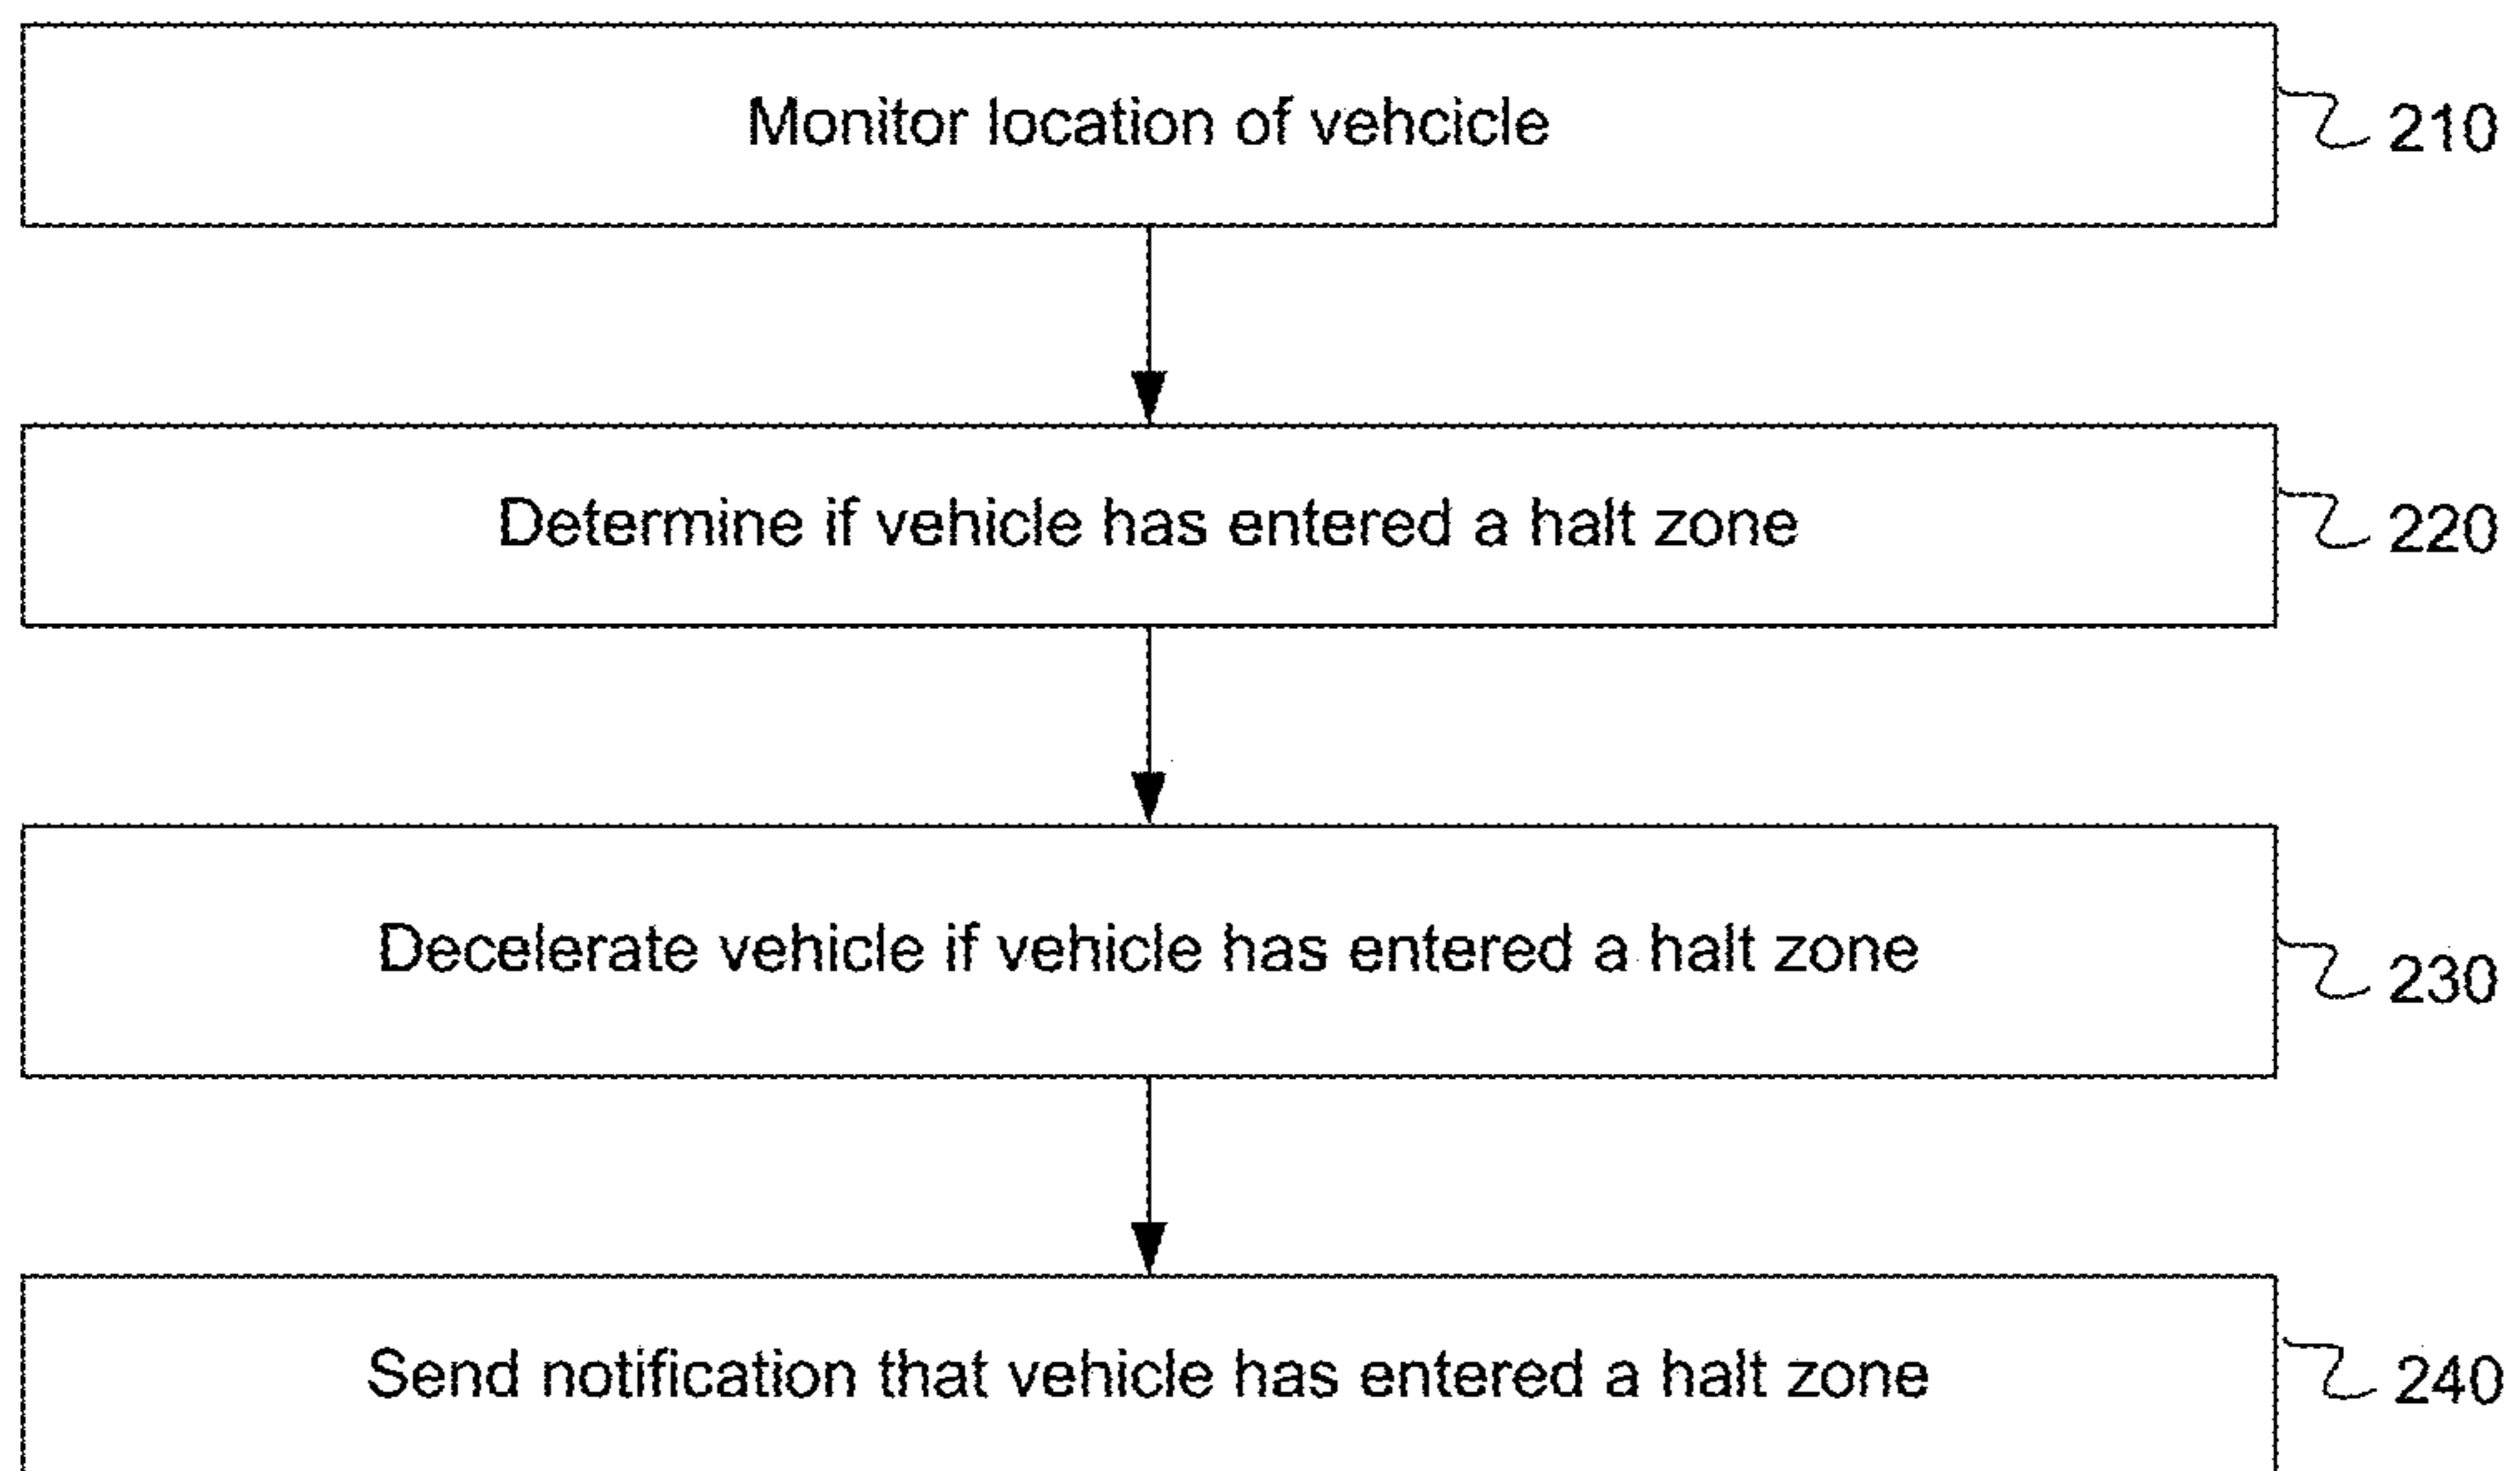 Monitor location of vehcicle
210
Determine if vehicle has entered a halt zone
220
Decelerate vehicle if vehicle has entered a halt zone
230
Send notification that vehicle has entered a halt zone
240